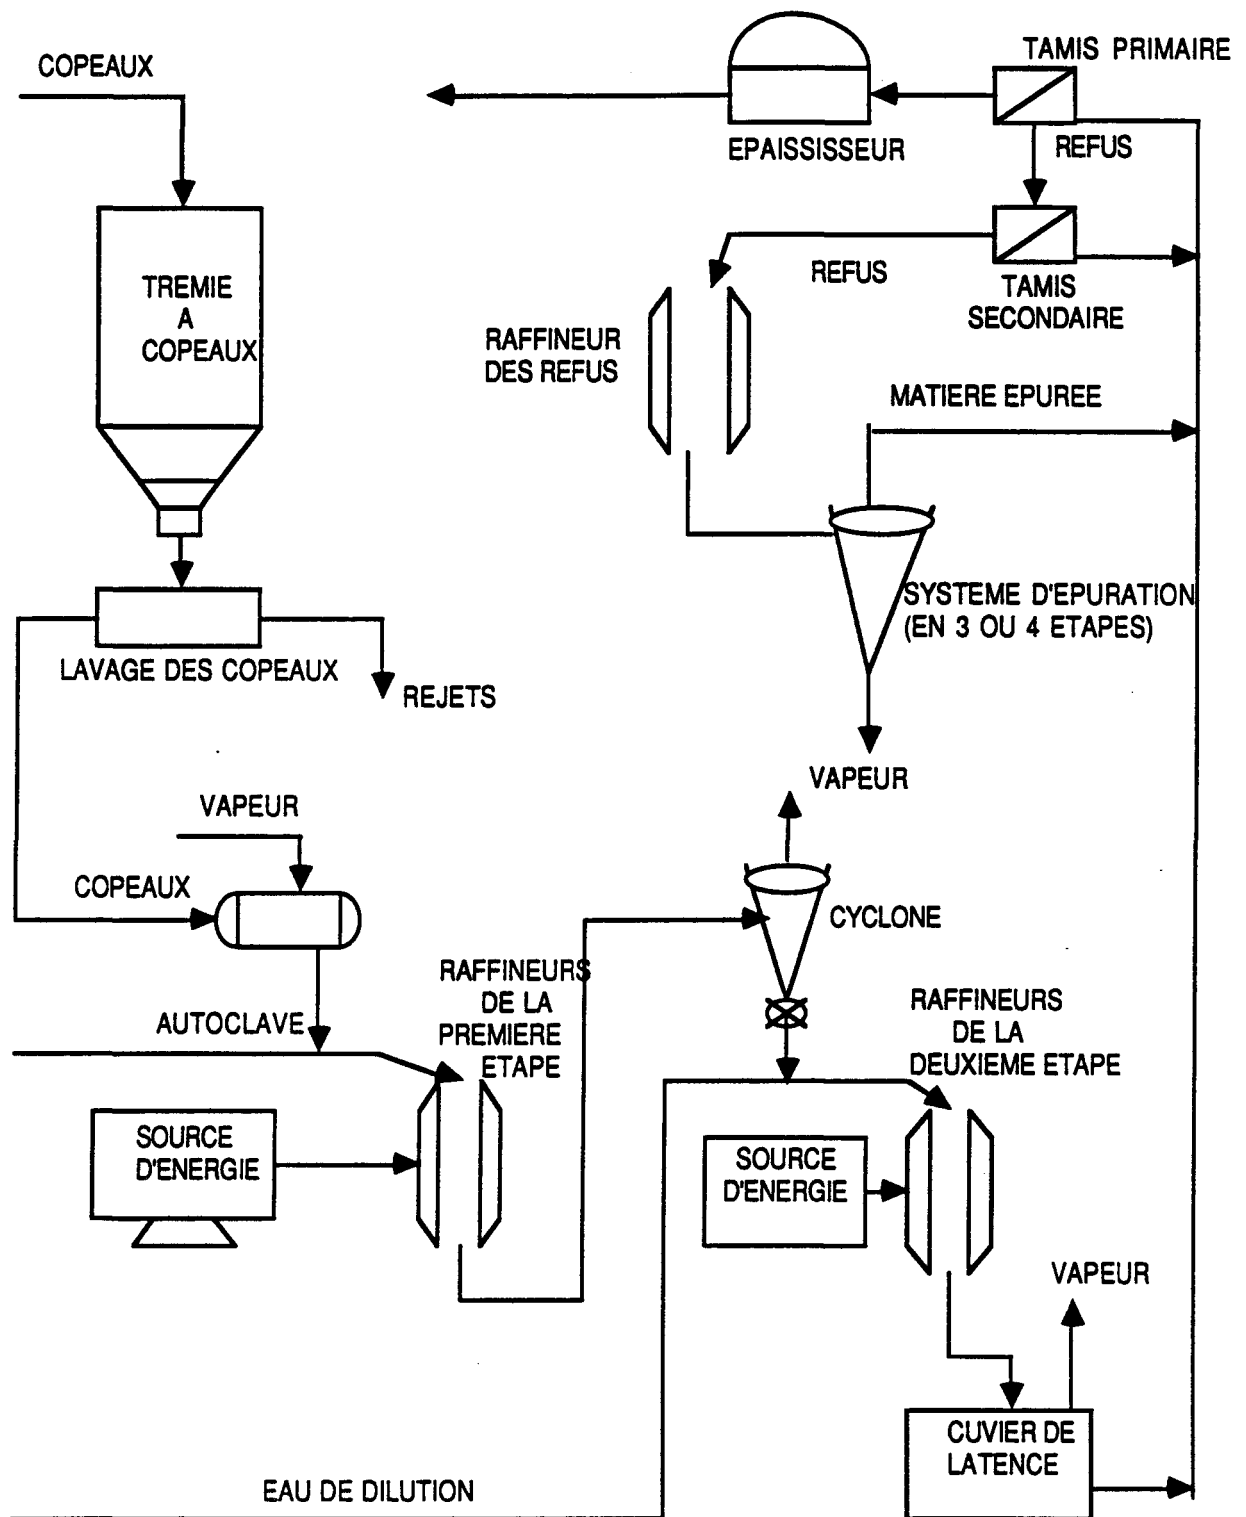 COPEAUX
TAMIS PRIMAIRE
EPAISSISSEUR
REFUS
TREMIE
A
COPEAUX
REFUS
TAMIS
SECONDAIRE
RAFFINEUR
DES REFUS
MATIERE EPUREE
SYSTEME D'EPURATION
(EN 3 OU 4 ETAPES)
LAVAGE DES COPEAUX
REJETS
VAPEUR
VAPEUR
COPEAUX
CYCLONE
RAFFINEURS
DE LA
PREMIERE
ETAPE
AUTOCLAVE
RAFFINEURS
DE LA
DEUXIEME ETAPE
SOURCE
D'ENERGIE
SOURCE
D'ENERGIE
VAPEUR
CUVIER DE
LATENCE
EAU DE DILUTION